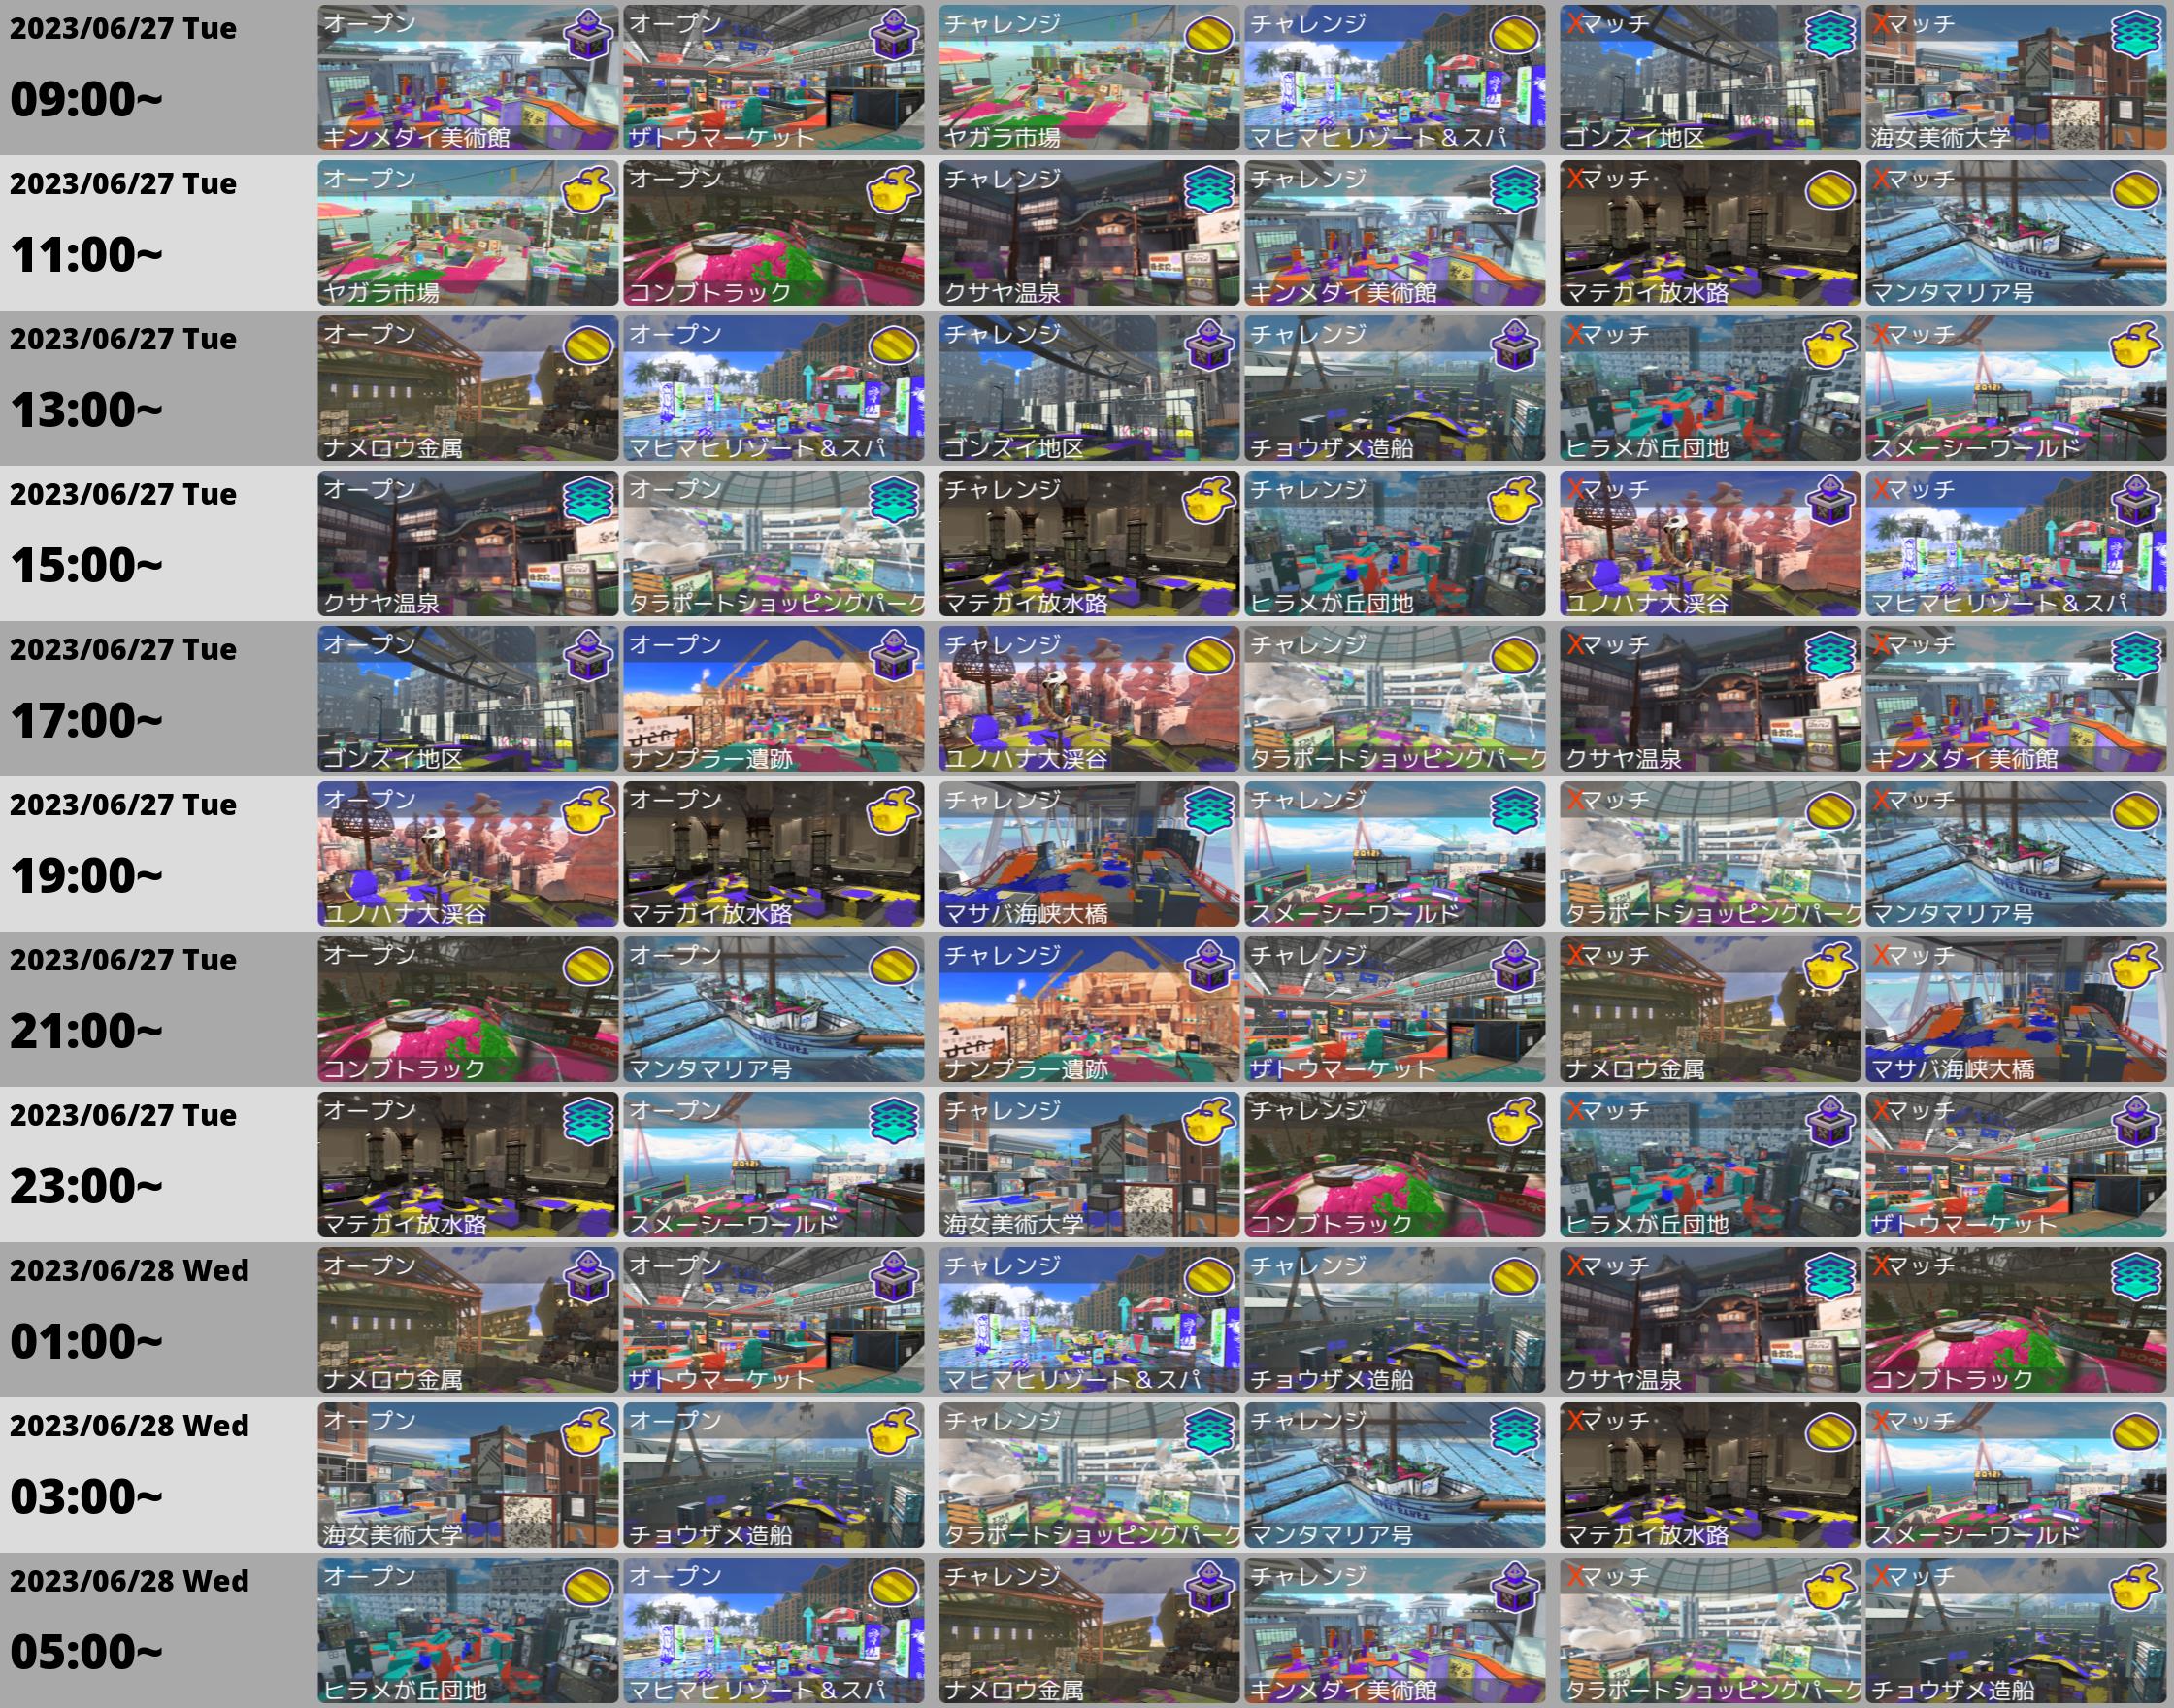 2023/06/27 Tue
09:00~
オープン
キンメダイ美術館
オープン
ザトウマーケット
チャレンジ
ヤガラ市場
チャレンジ
マヒマヒリゾート＆スパ
Xマッチ
ゴンズイ地区
Xマッチ
海女美術大学
2023/06/27 Tue
11:00~
オープン
ヤガラ市場
オープン
コンブトラック
チャレンジ
クサヤ温泉
チャレンジ
キンメダイ美術館
Xマッチ
マテガイ放水路
Xマッチ
マンタマリア号
2023/06/27 Tue
13:00~
オープン
ナメロウ金属
オープン
マヒマヒリゾート＆スパ
チャレンジ
ゴンズイ地区
チャレンジ
チョウザメ造船
Xマッチ
ヒラメが丘団地
Xマッチ
スメーシーワールド
2023/06/27 Tue
15:00~
オープン
クサヤ温泉
オープン
タラポートショッピングパーク
チャレンジ
マテガイ放水路
チャレンジ
ヒラメが丘団地
Xマッチ
ユノハナ大渓谷
Xマッチ
マヒマヒリゾート＆スパ
2023/06/27 Tue
17:00~
オープン
ゴンズイ地区
オープン
ナンプラー遺跡
チャレンジ
ユノハナ大渓谷
チャレンジ
タラポートショッピングパーク
Xマッチ
クサヤ温泉
Xマッチ
キンメダイ美術館
2023/06/27 Tue
19:00~
オープン
ユノハナ大渓谷
オープン
マテガイ放水路
チャレンジ
マサバ海峡大橋
チャレンジ
スメーシーワールド
Xマッチ
タラポートショッピングパーク
Xマッチ
マンタマリア号
2023/06/27 Tue
21:00~
オープン
コンブトラック
オープン
マンタマリア号
チャレンジ
ナンプラー遺跡
チャレンジ
ザトウマーケット
Xマッチ
ナメロウ金属
Xマッチ
マサバ海峡大橋
2023/06/27 Tue
23:00~
オープン
マテガイ放水路
オープン
スメーシーワールド
チャレンジ
海女美術大学
チャレンジ
コンブトラック
Xマッチ
ヒラメが丘団地
Xマッチ
ザトウマーケット
2023/06/28 Wed
01:00~
オープン
ナメロウ金属
オープン
ザトウマーケット
チャレンジ
マヒマヒリゾート＆スパ
チャレンジ
チョウザメ造船
Xマッチ
クサヤ温泉
Xマッチ
コンブトラック
2023/06/28 Wed
03:00~
オープン
海女美術大学
オープン
チョウザメ造船
チャレンジ
タラポートショッピングパーク
チャレンジ
マンタマリア号
Xマッチ
マテガイ放水路
Xマッチ
スメーシーワールド
2023/06/28 Wed
05:00~
オープン
ヒラメが丘団地
オープン
マヒマヒリゾート＆スパ
チャレンジ
ナメロウ金属
チャレンジ
キンメダイ美術館
Xマッチ
タラポートショッピングパーク
Xマッチ
チョウザメ造船